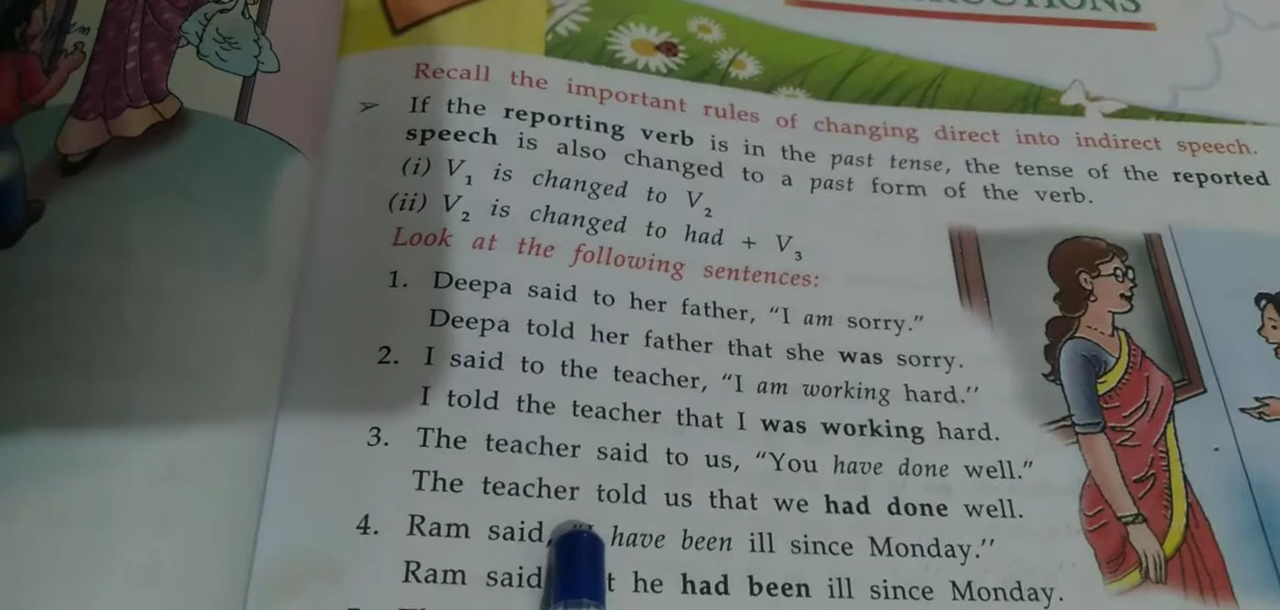 Recall the important rules of changing direct into indirect speech.
➢ If the reporting verb is in the past tense, the tense of the reported
speech is also changed to a past form of the verb.
(i) V₁ is changed to V₂
(ii) V₂ is changed to had + V₃
Look at the following sentences:
1. Deepa said to her father, “I am sorry.”
Deepa told her father that she was sorry.
2. I said to the teacher, “I am working hard.”
I told the teacher that I was working hard.
3. The teacher said to us, “You have done well.”
The teacher told us that we had done well.
4. Ram said, “I have been ill since Monday.”
Ram said he had been ill since Monday.